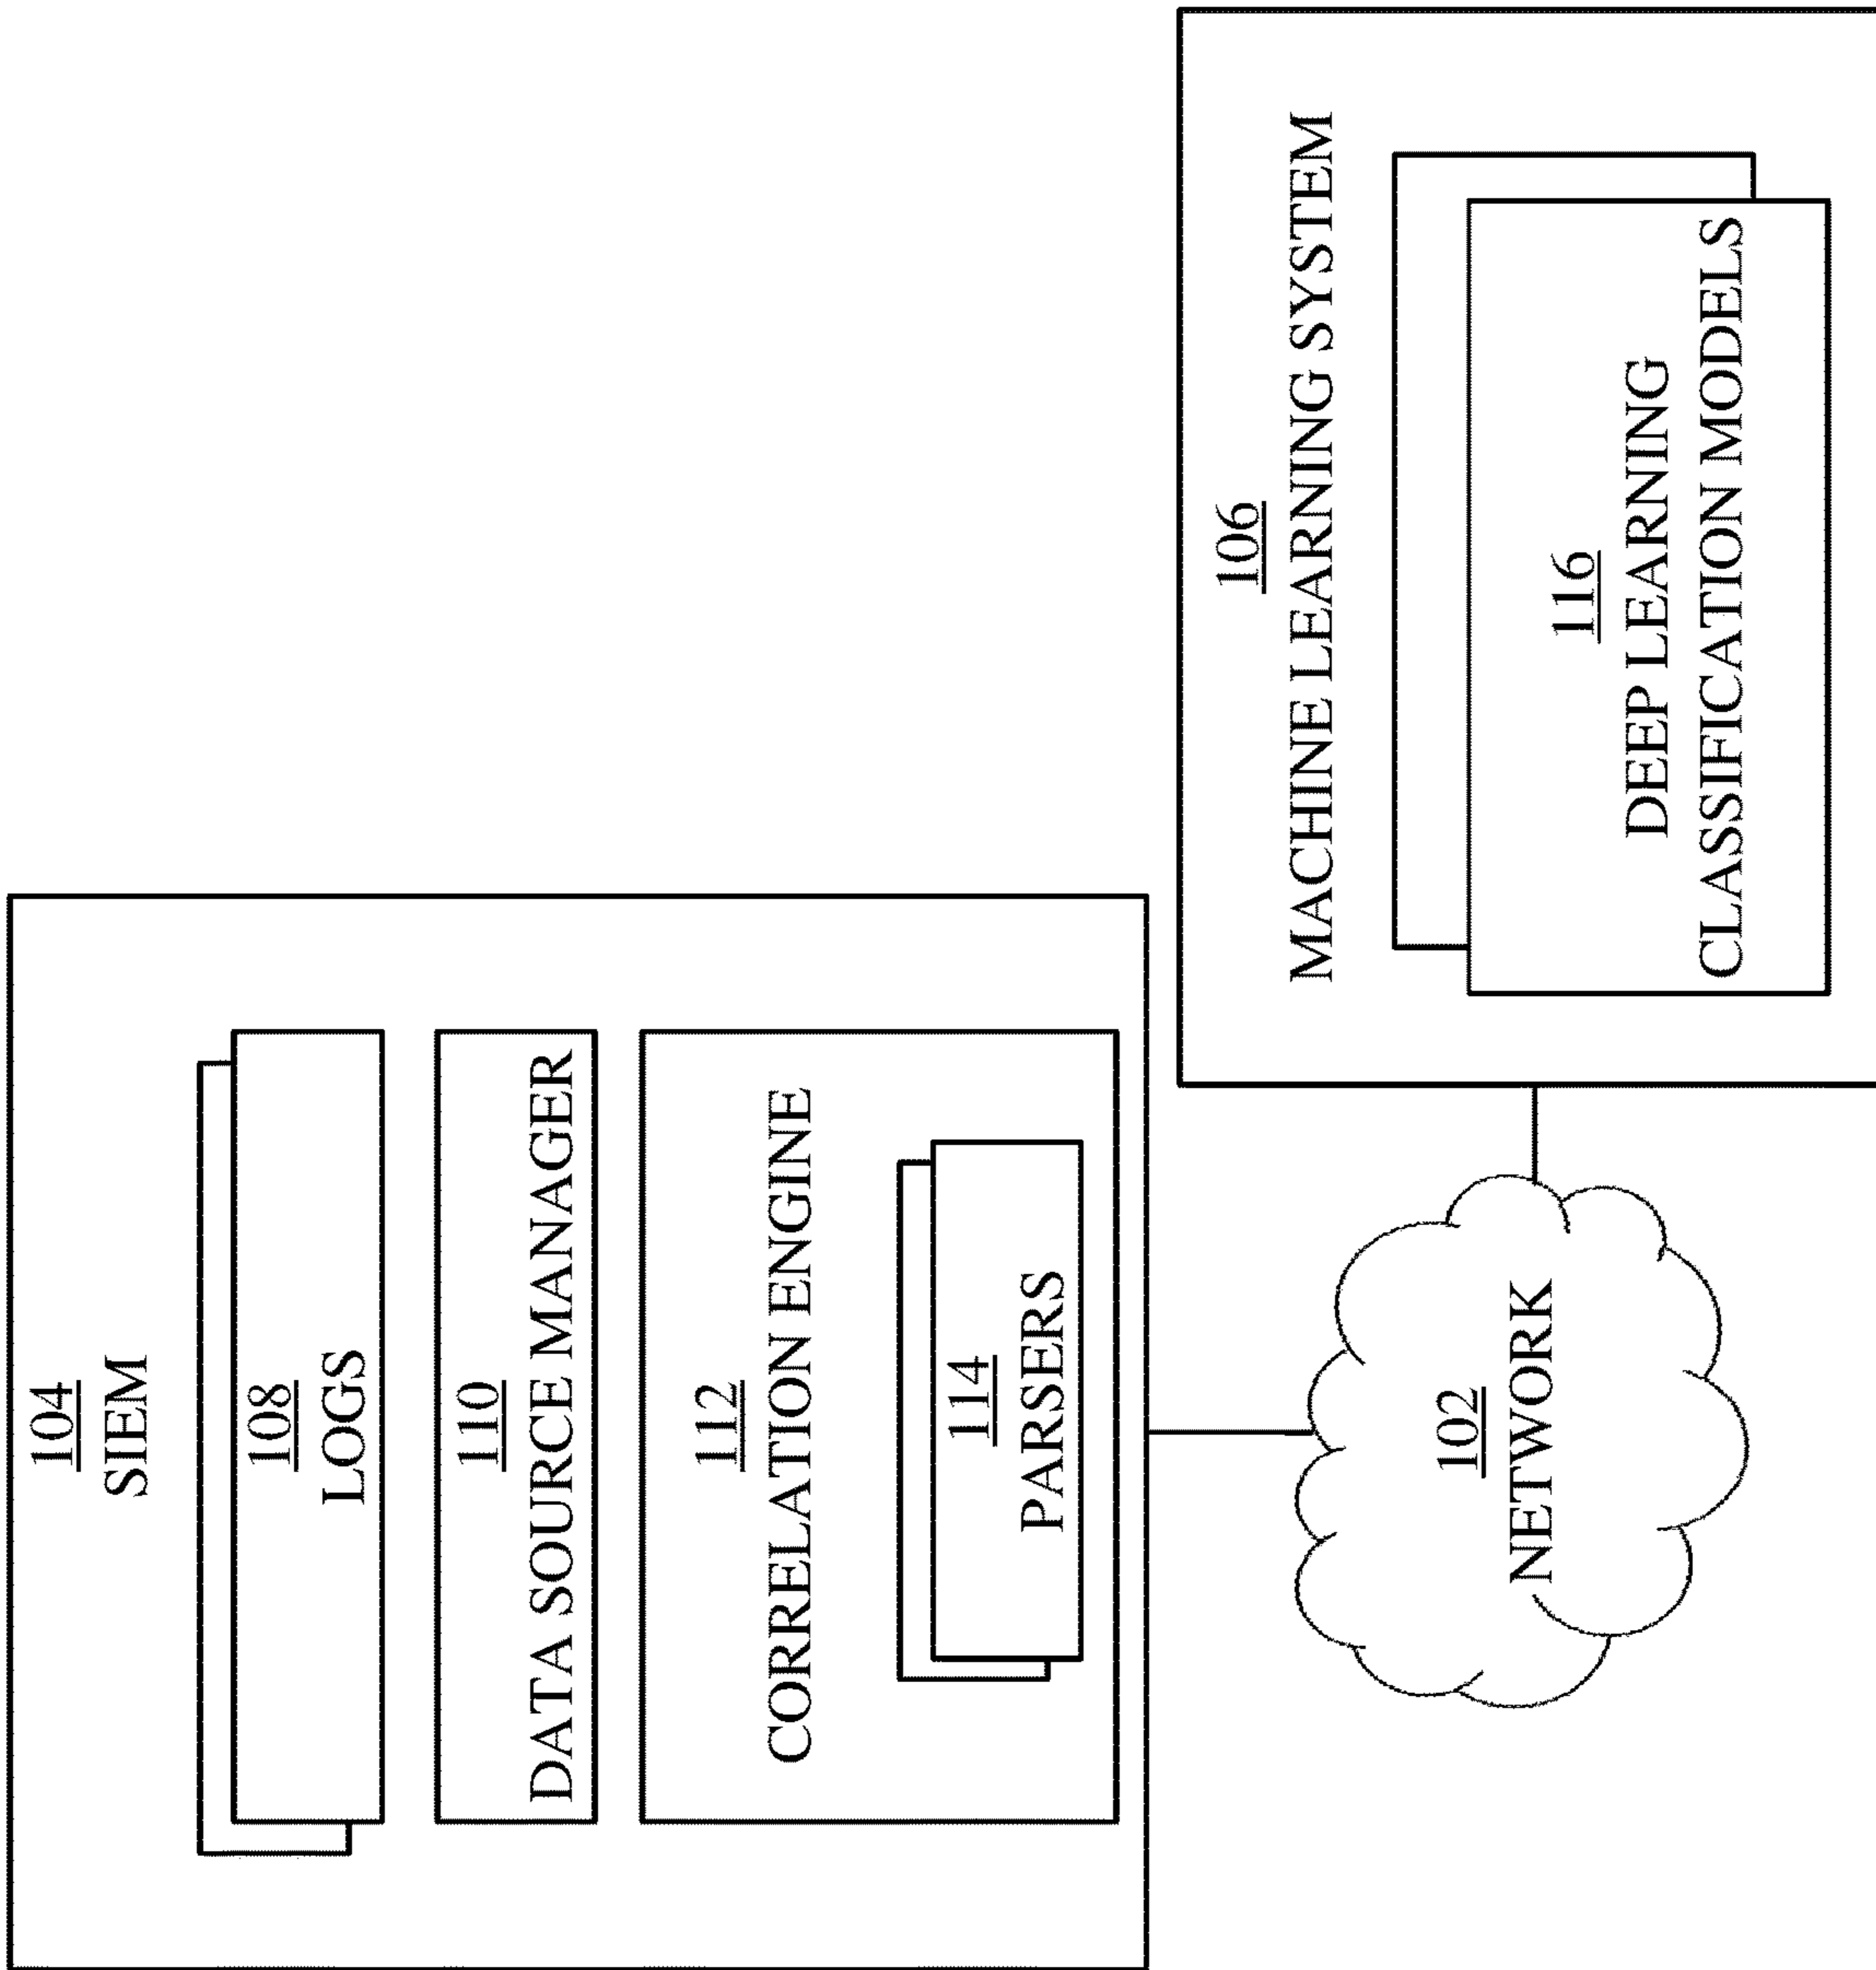 104
SIEM
108
LOGS
110
DATA SOURCE MANAGER
112
CORRELATION ENGINE
114
PARSERS
102
NETWORK
106
MACHINE LEARNING SYSTEM
116
DEEP LEARNING
CLASSIFICATION MODELS